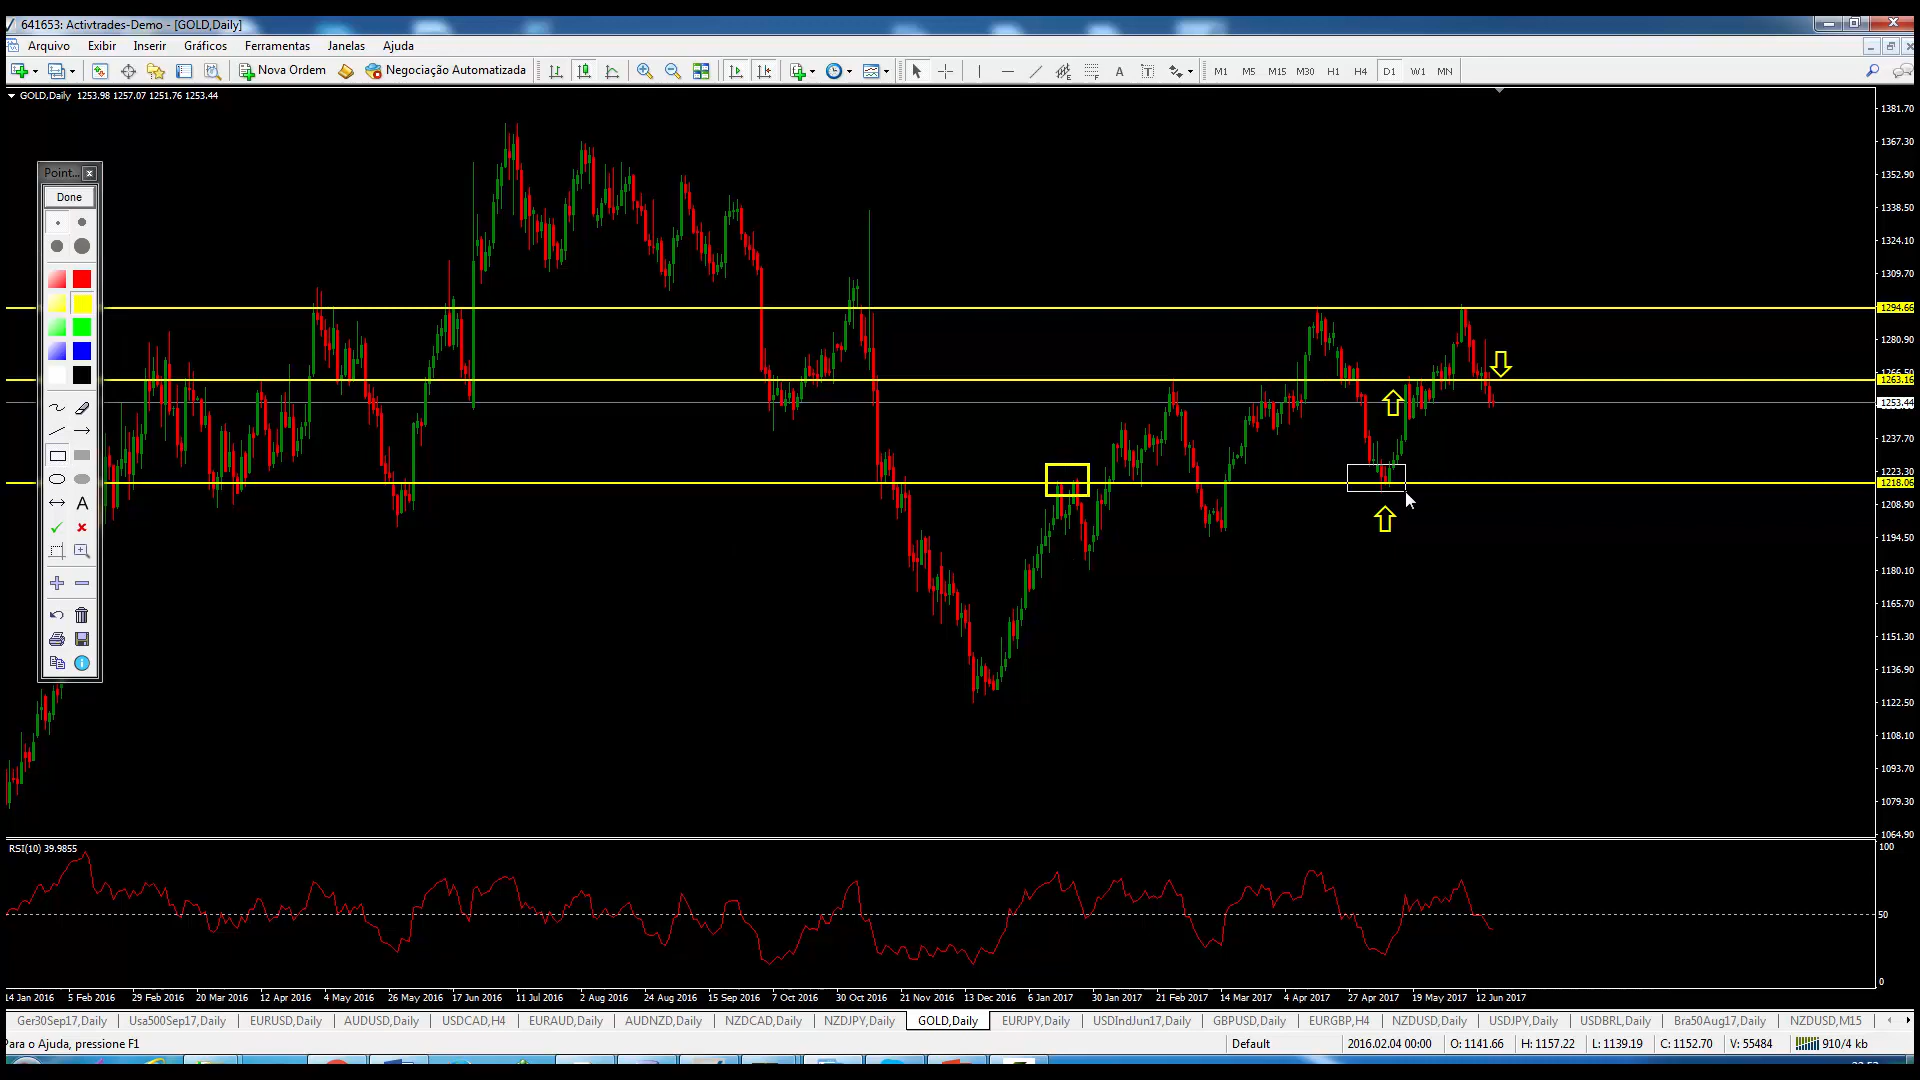 641653: Activtrades-Demo - [GOLD,Daily]
Arquivo Exibir Inserir Gráficos Ferramentas Janelas Ajuda
Nova Ordem Negociação Automatizada A T M1 M5 M15 M30 H1 H4 D1 W1 MN
GOLD,Daily 1253.98 1257.07 1251.76 1253.44
1381.70
1367.30
1352.90
1338.50
1324.10
1309.70
1294.66
1280.90
1263.16
1253.44
1237.70
1223.30
1218.06
1208.90
1194.50
1180.10
1165.70
1151.30
1136.90
1122.50
1108.10
1093.70
1079.30
1064.90
Point...
Done
A
RSI(10) 39.9855
100
50
0
14 Jan 2016 5 Feb 2016 29 Feb 2016 20 Mar 2016 12 Apr 2016 4 May 2016 26 May 2016 17 Jun 2016 11 Jul 2016 2 Aug 2016 24 Aug 2016 15 Sep 2016 7 Oct 2016 30 Oct 2016 21 Nov 2016 13 Dec 2016 6 Jan 2017 30 Jan 2017 21 Feb 2017 14 Mar 2017 4 Apr 2017 27 Apr 2017 19 May 2017 12 Jun 2017
Ger30Sep17,Daily Usa500Sep17,Daily EURUSD,Daily AUDUSD,Daily USDCAD,H4 EURAUD,Daily AUDNZD,Daily NZDCAD,Daily NZDJPY,Daily GOLD,Daily EURJPY,Daily USDIndJun17,Daily GBPUSD,Daily EURGBP,H4 NZDUSD,Daily USDJPY,Daily USDBRL,Daily Bra50Aug17,Daily NZDUSD,M15
Para o Ajuda, pressione F1 Default 2016.02.04 00:00 O: 1141.66 H: 1157.22 L: 1139.19 C: 1152.70 V: 55484 910/4 kb